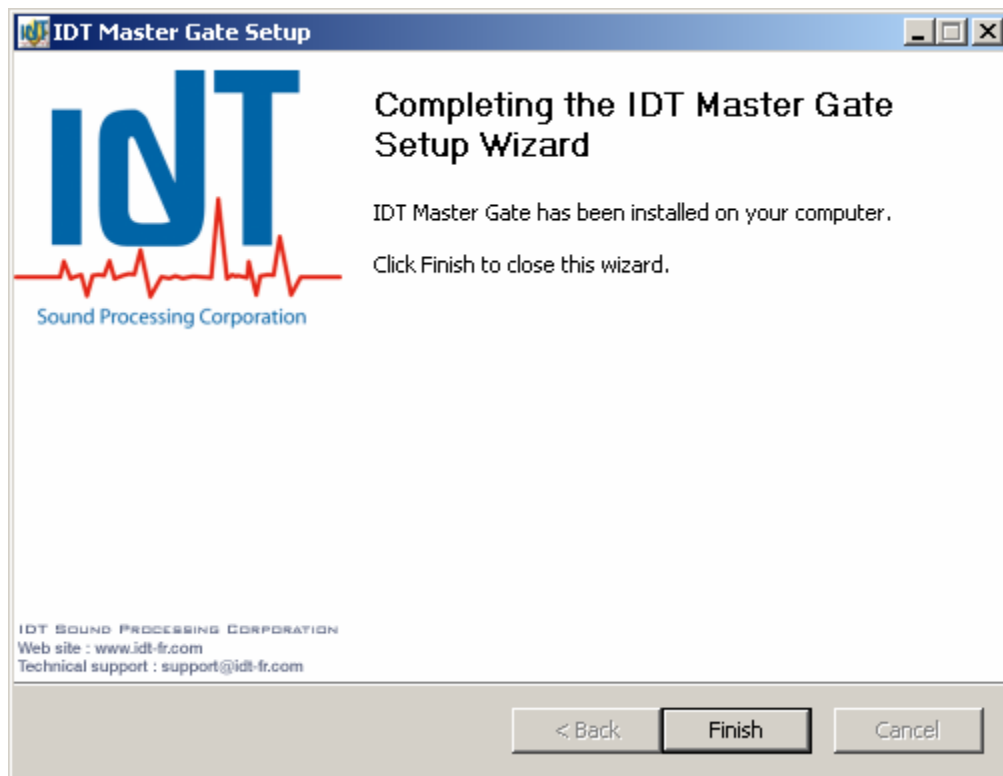 IDT Master Gate Setup
IDT
Sound Processing Corporation
Completing the IDT Master Gate
Setup Wizard
IDT Master Gate has been installed on your computer.
Click Finish to close this wizard.
IDT SOUND PROCESSING CORPORATION
Web site : www.idt-fr.com
Technical support : support@idt-fr.com
< Back
Finish
Cancel